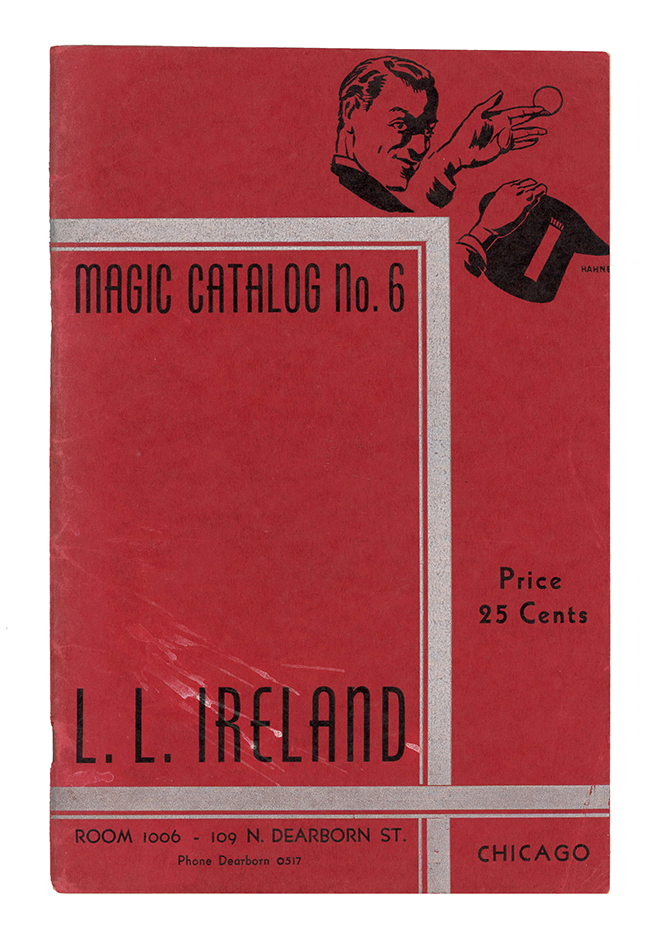 HAHNE
MAGIC CATALOG No. 6
Price
25 Cents
L. L. IRELAND
ROOM 1006 - 109 N. DEARBORN ST.
Phone Dearborn 0517
CHICAGO